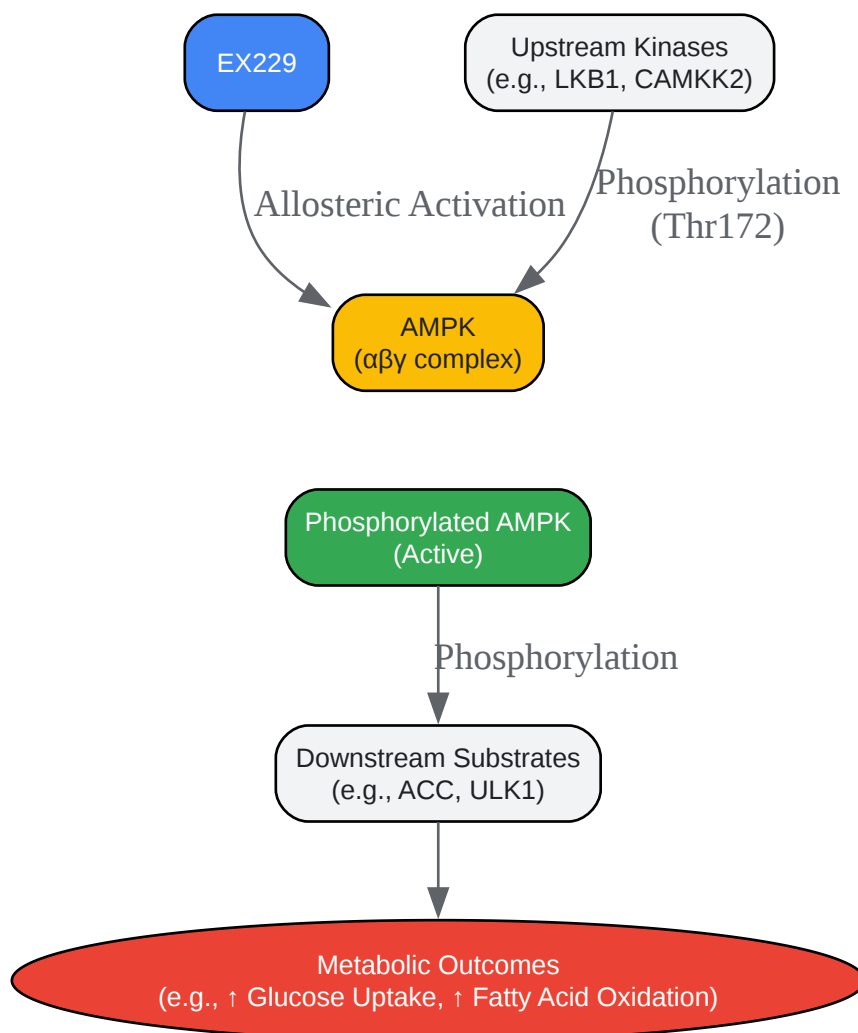 EX229
Upstream Kinases
(e.g., LKB1, CAMKK2)
Allosteric Activation
Phosphorylation
(Thr172)
AMPK
(αβγ complex)
Phosphorylated AMPK
(Active)
Phosphorylation
Downstream Substrates
(e.g., ACC, ULK1)
Metabolic Outcomes
(e.g., ↑ Glucose Uptake, ↑ Fatty Acid Oxidation)